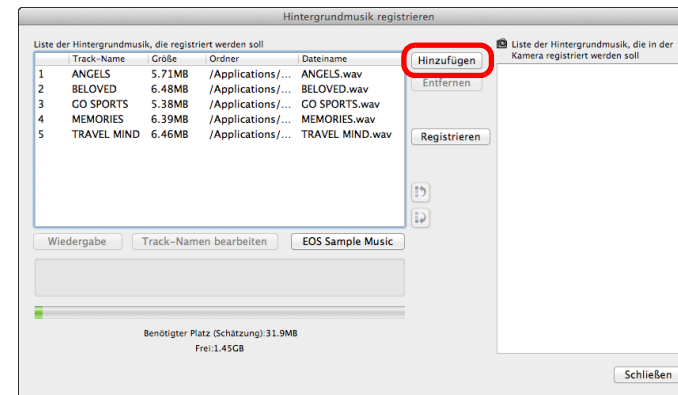 Hintergrundmusik registrieren
Liste der Hintergrundmusik, die registriert werden soll
Track-Name Größe Ordner Dateiname
1 ANGELS 5.71MB /Applications/... ANGELS.wav
2 BELOVED 6.48MB /Applications/... BELOVED.wav
3 GO SPORTS 5.38MB /Applications/... GO SPORTS.wav
4 MEMORIES 6.39MB /Applications/... MEMORIES.wav
5 TRAVEL MIND 6.46MB /Applications/... TRAVEL MIND.wav
Hinzufügen
Entfernen
Registrieren
Liste der Hintergrundmusik, die in der
Kamera registriert werden soll
Wiedergabe Track-Namen bearbeiten EOS Sample Music
Benötigter Platz (Schätzung):31.9MB
Frei:1.45GB
Schließen